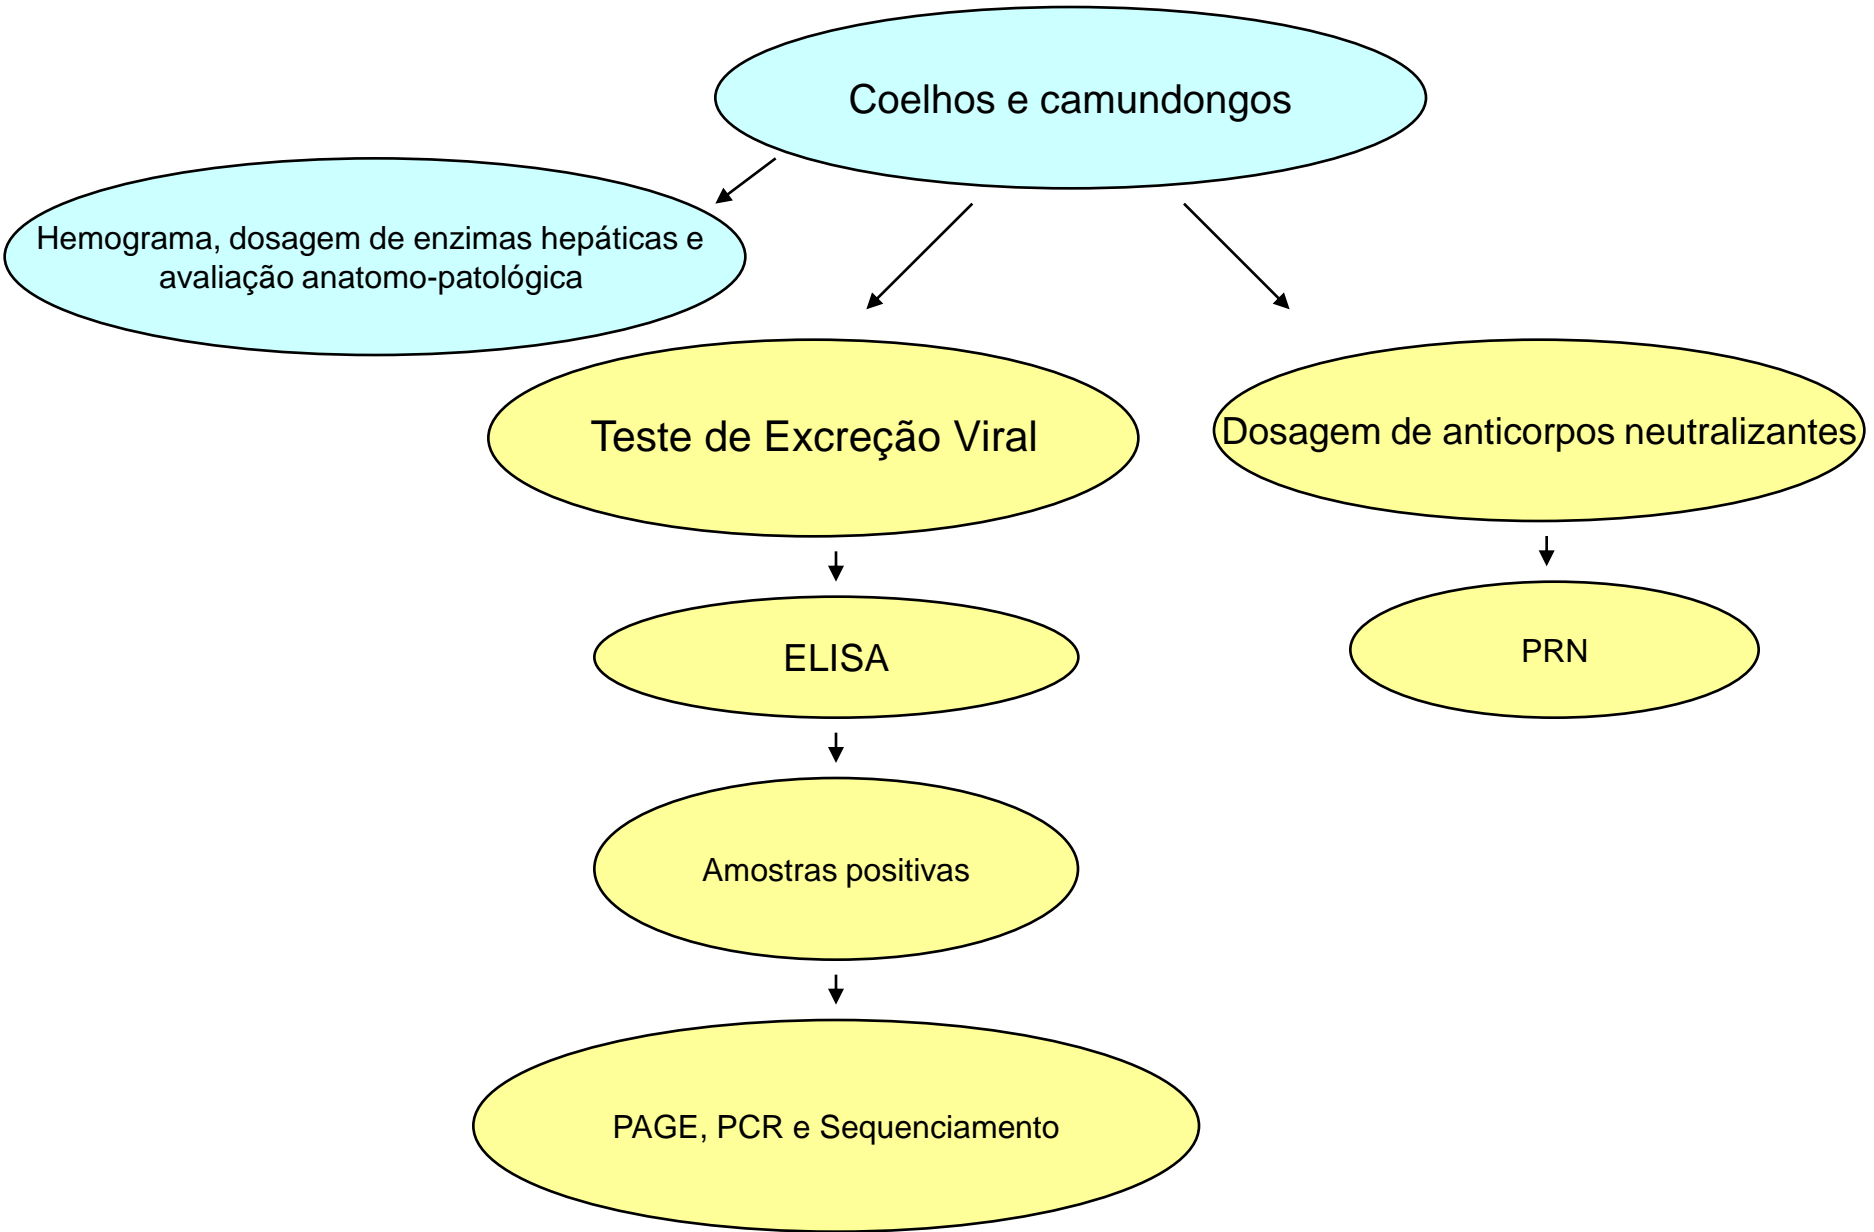 Coelhos e camundongos
Hemograma, dosagem de enzimas hepáticas e
avaliação anatomo-patológica
Teste de Excreção Viral
Dosagem de anticorpos neutralizantes
ELISA
PRN
Amostras positivas
PAGE, PCR e Sequenciamento